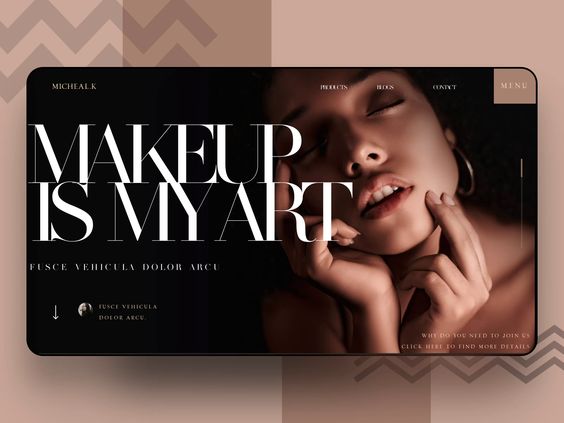 MICHEAL.K
PRODUCTS
BLOGS
CONTACT
MENU
MAKEUP
IS MY ART
FUSCE VEHICULA DOLOR ARCU
FUSCE VEHICULA
DOLOR ARCU.
WHY DO YOU NEED TO JOIN US
CLICK HERE TO FIND MORE DETAILS